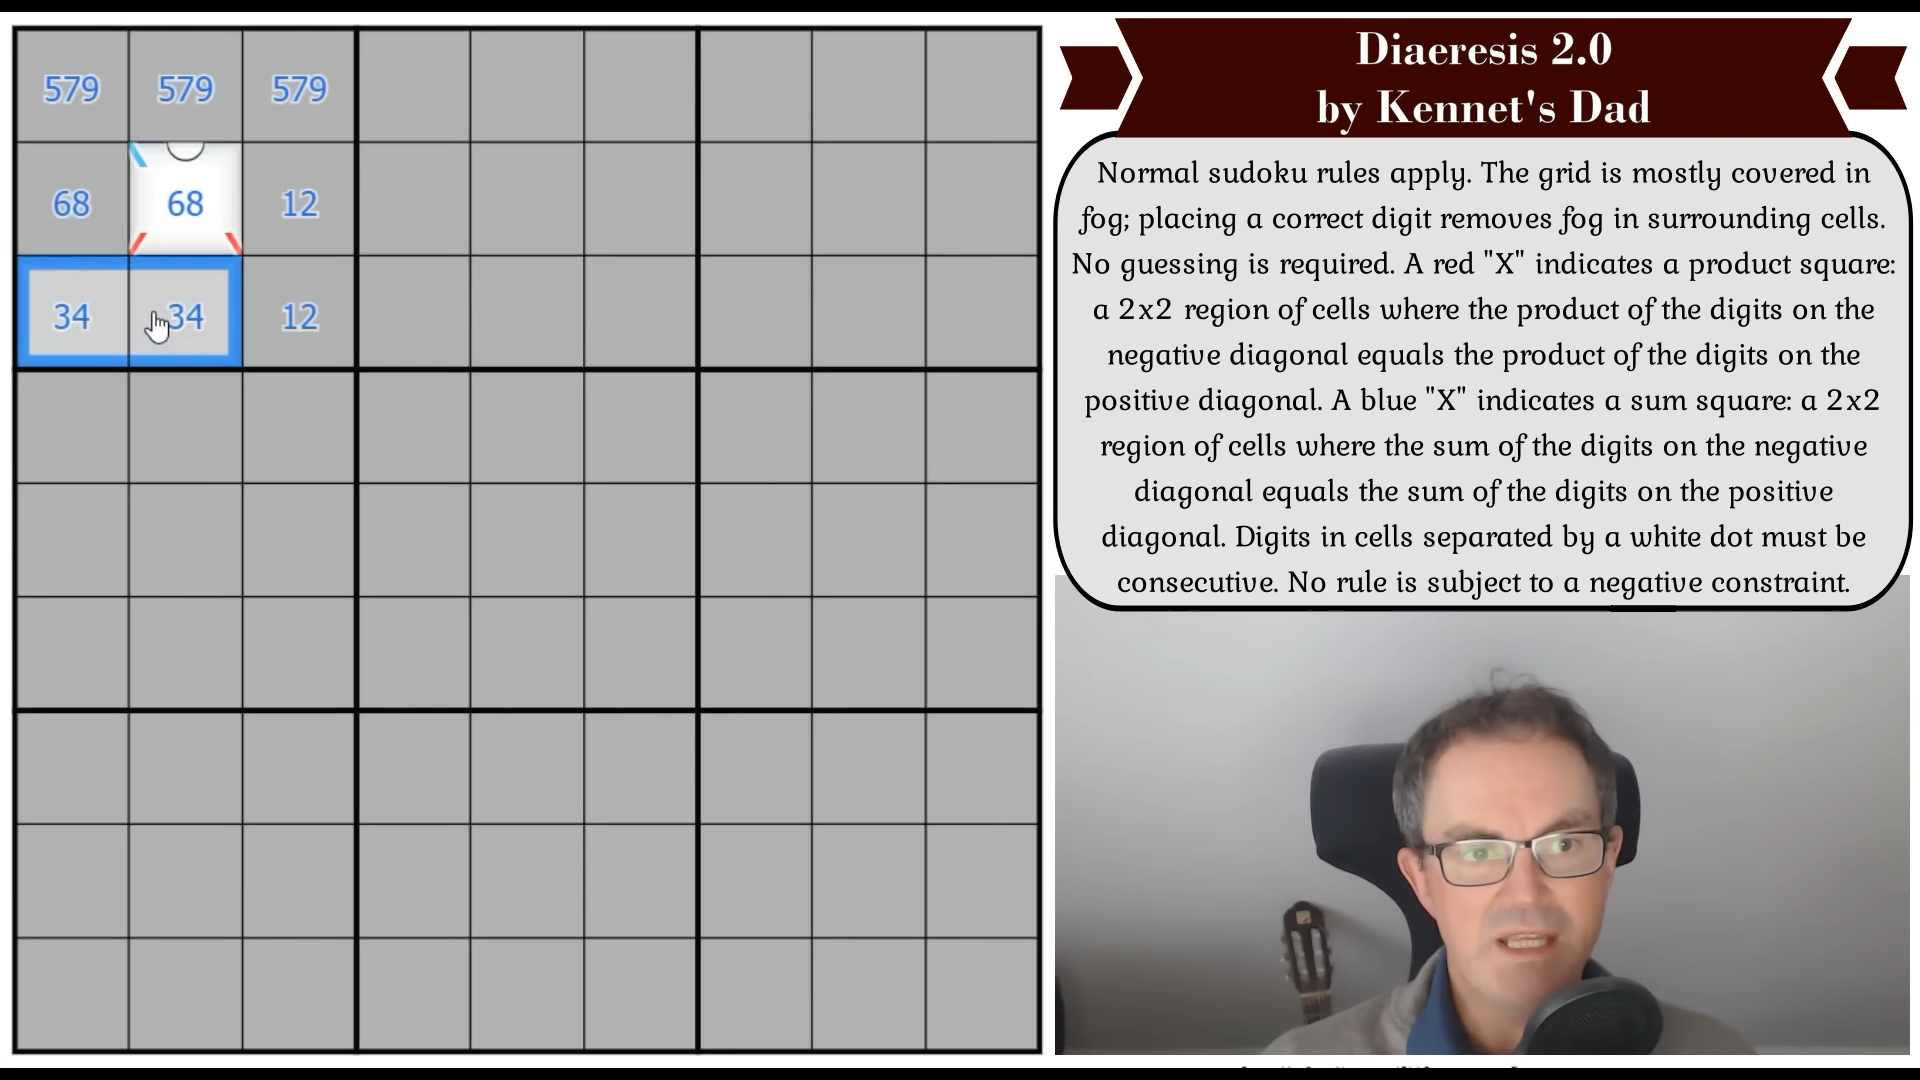 Diaeresis 2.0
by Kennet's Dad
Normal sudoku rules apply. The grid is mostly covered in
fog; placing a correct digit removes fog in surrounding cells.
No guessing is required. A red "X" indicates a product square:
a 2x2 region of cells where the product of the digits on the
negative diagonal equals the product of the digits on the
positive diagonal. A blue "X" indicates a sum square: a 2x2
region of cells where the sum of the digits on the negative
diagonal equals the sum of the digits on the positive
diagonal. Digits in cells separated by a white dot must be
consecutive. No rule is subject to a negative constraint.
579 579 579
68 68 12
34 34 12